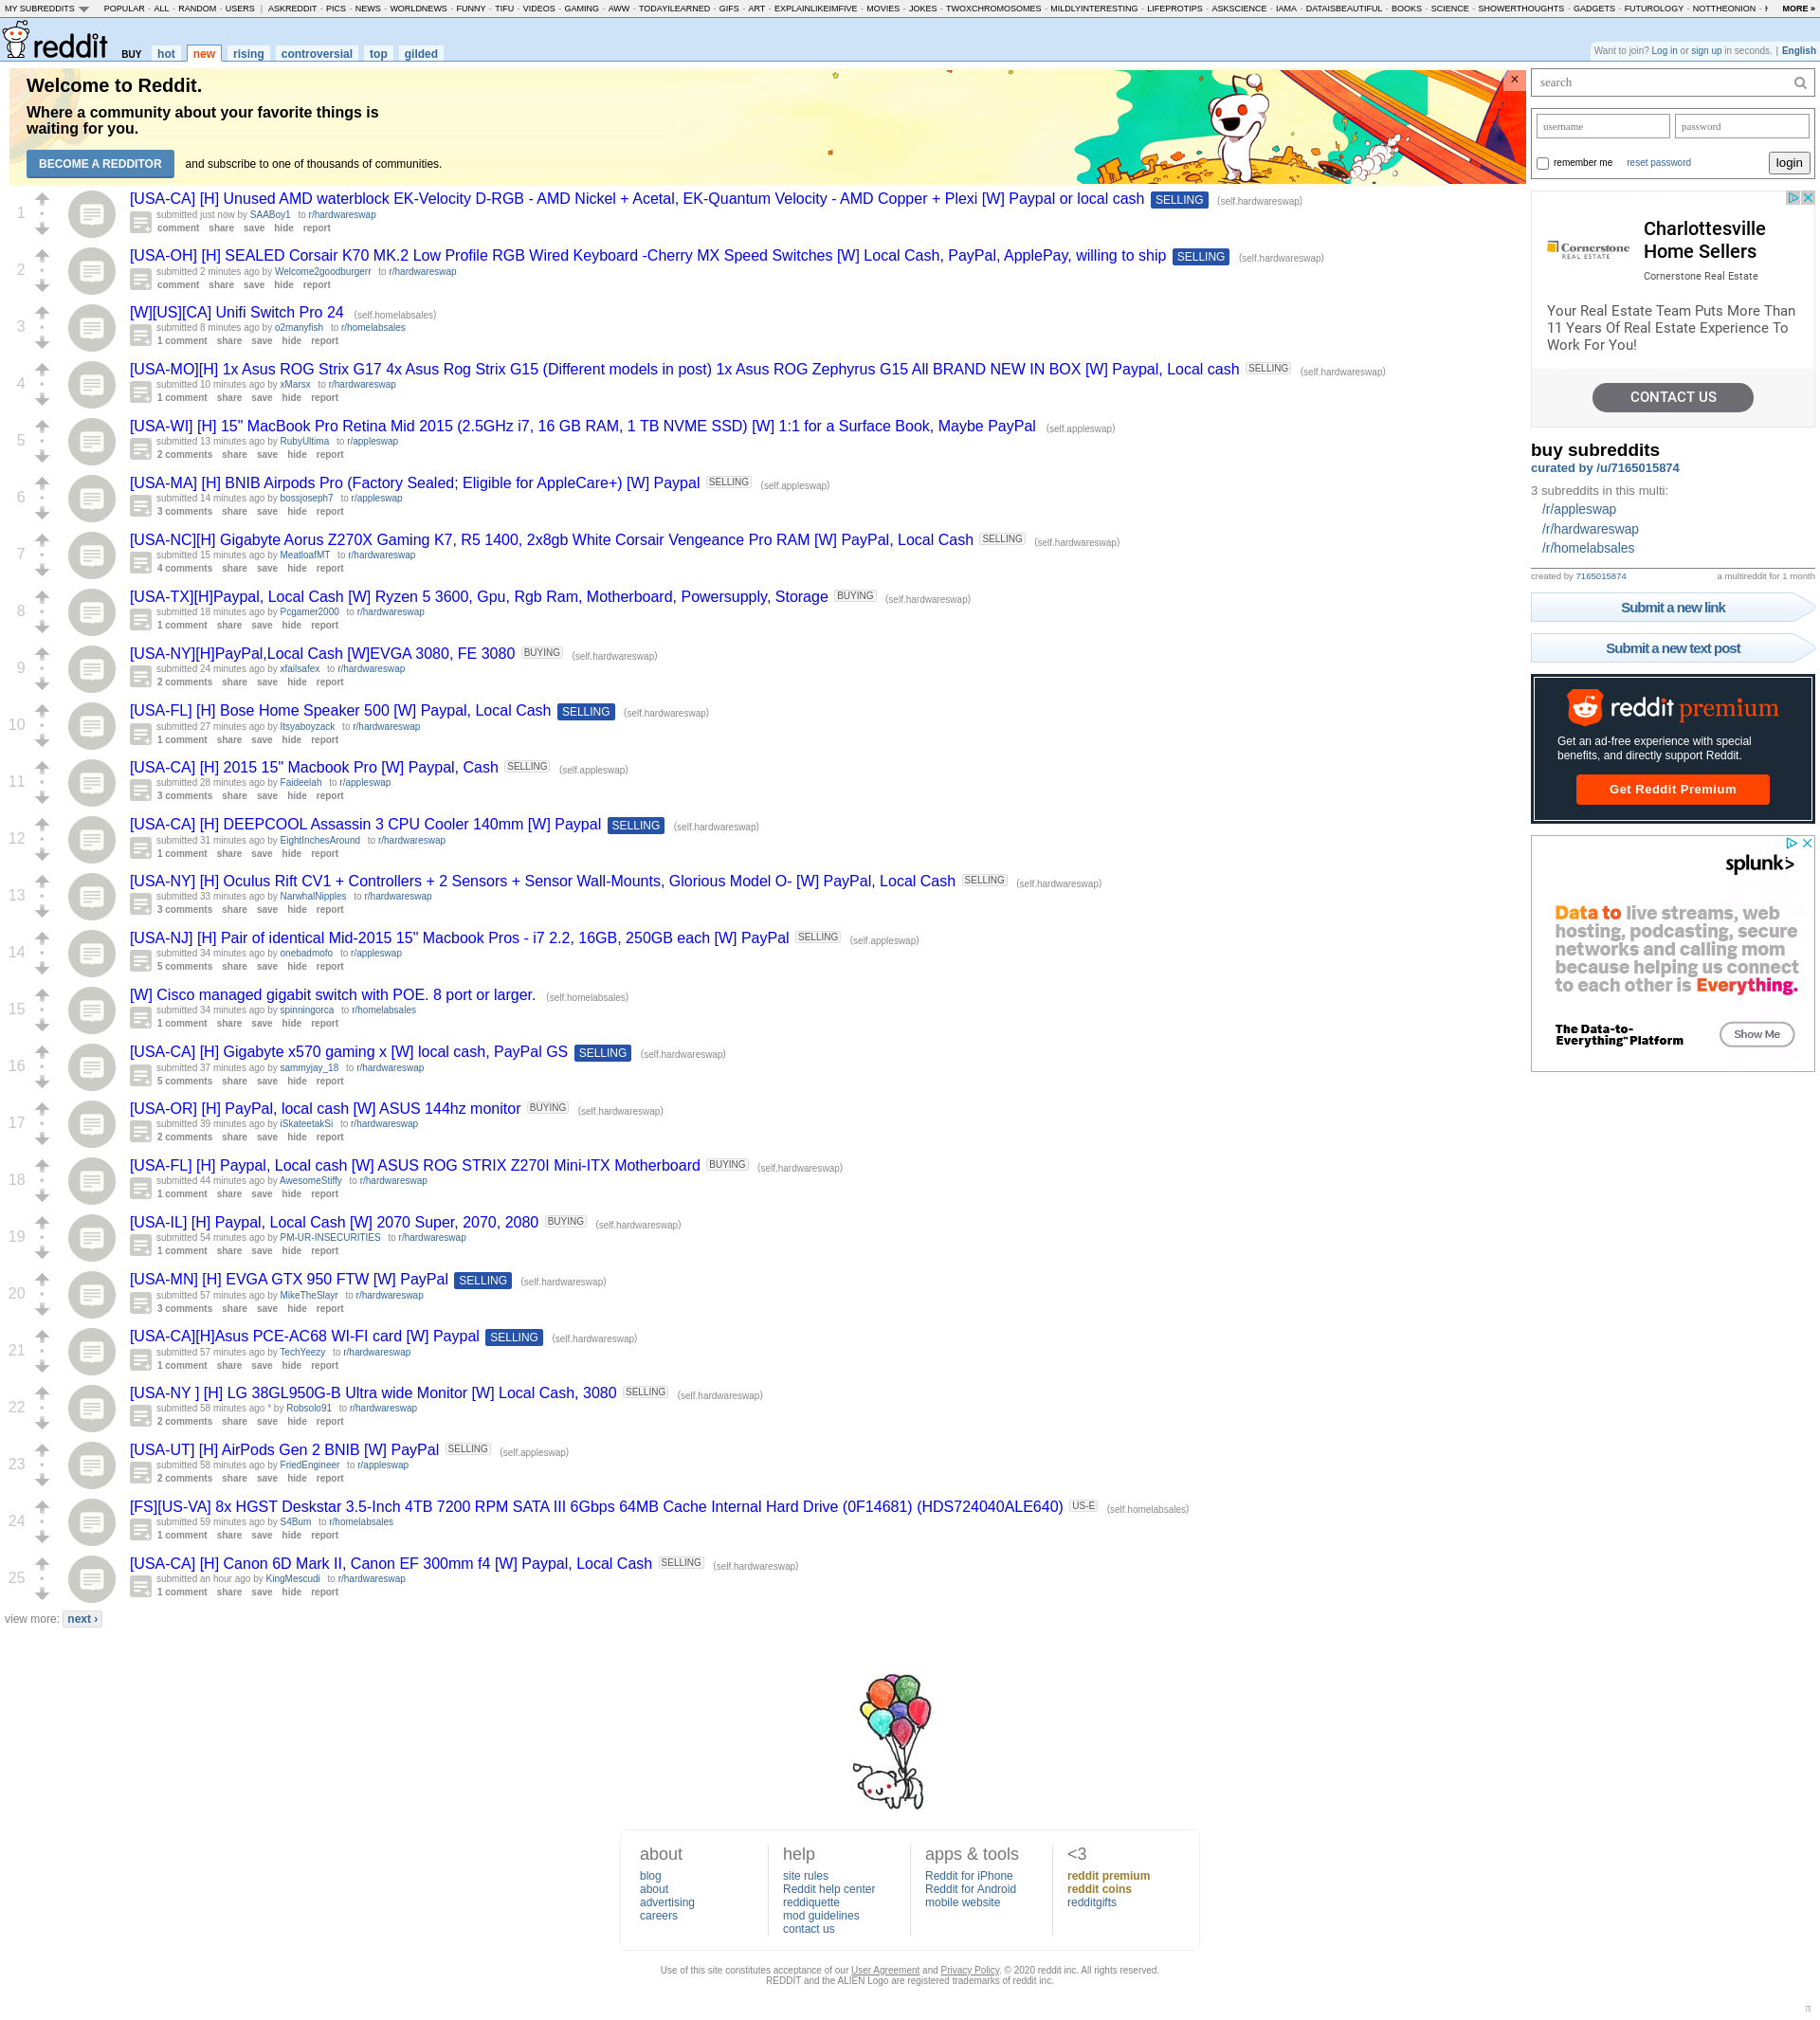 MY SUBREDDITS POPULAR - ALL - RANDOM - USERS | ASKREDDIT - PICS - NEWS - WORLDNEWS - FUNNY - TIFU - VIDEOS - GAMING - AWW - TODAYILEARNED - GIFS - ART - EXPLAINLIKEIMFIVE - MOVIES - JOKES - TWOXCHROMOSOMES - MILDLYINTERESTING - LIFEPROTIPS - ASKSCIENCE - IAMA - DATAISBEAUTIFUL - BOOKS - SCIENCE - SHOWERTHOUGHTS - GADGETS - FUTUROLOGY - NOTTHEONION - MORE »
reddit BUY hot new rising controversial top gilded
Want to join? Log in or sign up in seconds. | English
Welcome to Reddit.
Where a community about your favorite things is
waiting for you.
BECOME A REDDITOR and subscribe to one of thousands of communities.
1
[USA-CA] [H] Unused AMD waterblock EK-Velocity D-RGB - AMD Nickel + Acetal, EK-Quantum Velocity - AMD Copper + Plexi [W] Paypal or local cash SELLING (self.hardwareswap)
submitted just now by SAABoy1 to r/hardwareswap
comment share save hide report
2
[USA-OH] [H] SEALED Corsair K70 MK.2 Low Profile RGB Wired Keyboard -Cherry MX Speed Switches [W] Local Cash, PayPal, ApplePay, willing to ship SELLING (self.hardwareswap)
submitted 2 minutes ago by Welcome2goodburgerr to r/hardwareswap
comment share save hide report
3
[W][US][CA] Unifi Switch Pro 24 (self.homelabsales)
submitted 8 minutes ago by o2manyfish to r/homelabsales
1 comment share save hide report
4
[USA-MO][H] 1x Asus ROG Strix G17 4x Asus Rog Strix G15 (Different models in post) 1x Asus ROG Zephyrus G15 All BRAND NEW IN BOX [W] Paypal, Local cash SELLING (self.hardwareswap)
submitted 10 minutes ago by xMarsx to r/hardwareswap
1 comment share save hide report
5
[USA-WI] [H] 15" MacBook Pro Retina Mid 2015 (2.5GHz i7, 16 GB RAM, 1 TB NVME SSD) [W] 1:1 for a Surface Book, Maybe PayPal (self.appleswap)
submitted 13 minutes ago by RubyUltima to r/appleswap
2 comments share save hide report
6
[USA-MA] [H] BNIB Airpods Pro (Factory Sealed; Eligible for AppleCare+) [W] Paypal SELLING (self.appleswap)
submitted 14 minutes ago by bossjoseph7 to r/appleswap
3 comments share save hide report
7
[USA-NC][H] Gigabyte Aorus Z270X Gaming K7, R5 1400, 2x8gb White Corsair Vengeance Pro RAM [W] PayPal, Local Cash SELLING (self.hardwareswap)
submitted 15 minutes ago by MeatloafMT to r/hardwareswap
4 comments share save hide report
8
[USA-TX][H]Paypal, Local Cash [W] Ryzen 5 3600, Gpu, Rgb Ram, Motherboard, Powersupply, Storage BUYING (self.hardwareswap)
submitted 18 minutes ago by Pcgamer2000 to r/hardwareswap
1 comment share save hide report
9
[USA-NY][H]PayPal,Local Cash [W]EVGA 3080, FE 3080 BUYING (self.hardwareswap)
submitted 24 minutes ago by xfailsafex to r/hardwareswap
2 comments share save hide report
10
[USA-FL] [H] Bose Home Speaker 500 [W] Paypal, Local Cash SELLING (self.hardwareswap)
submitted 27 minutes ago by Itsyaboyzack to r/hardwareswap
1 comment share save hide report
11
[USA-CA] [H] 2015 15" Macbook Pro [W] Paypal, Cash SELLING (self.appleswap)
submitted 28 minutes ago by Faideelah to r/appleswap
3 comments share save hide report
12
[USA-CA] [H] DEEPCOOL Assassin 3 CPU Cooler 140mm [W] Paypal SELLING (self.hardwareswap)
submitted 31 minutes ago by EightInchesAround to r/hardwareswap
1 comment share save hide report
13
[USA-NY] [H] Oculus Rift CV1 + Controllers + 2 Sensors + Sensor Wall-Mounts, Glorious Model O- [W] PayPal, Local Cash SELLING (self.hardwareswap)
submitted 33 minutes ago by NarwhalNipples to r/hardwareswap
3 comments share save hide report
14
[USA-NJ] [H] Pair of identical Mid-2015 15" Macbook Pros - i7 2.2, 16GB, 250GB each [W] PayPal SELLING (self.appleswap)
submitted 34 minutes ago by onebadmofo to r/appleswap
5 comments share save hide report
15
[W] Cisco managed gigabit switch with POE. 8 port or larger. (self.homelabsales)
submitted 34 minutes ago by spinningorca to r/homelabsales
1 comment share save hide report
16
[USA-CA] [H] Gigabyte x570 gaming x [W] local cash, PayPal GS SELLING (self.hardwareswap)
submitted 37 minutes ago by sammyjay_18 to r/hardwareswap
5 comments share save hide report
17
[USA-OR] [H] PayPal, local cash [W] ASUS 144hz monitor BUYING (self.hardwareswap)
submitted 39 minutes ago by iSkateetakSi to r/hardwareswap
2 comments share save hide report
18
[USA-FL] [H] Paypal, Local cash [W] ASUS ROG STRIX Z270I Mini-ITX Motherboard BUYING (self.hardwareswap)
submitted 44 minutes ago by AwesomeStiffy to r/hardwareswap
1 comment share save hide report
19
[USA-IL] [H] Paypal, Local Cash [W] 2070 Super, 2070, 2080 BUYING (self.hardwareswap)
submitted 54 minutes ago by PM-UR-INSECURITIES to r/hardwareswap
1 comment share save hide report
20
[USA-MN] [H] EVGA GTX 950 FTW [W] PayPal SELLING (self.hardwareswap)
submitted 57 minutes ago by MikeTheSlayr to r/hardwareswap
3 comments share save hide report
21
[USA-CA][H]Asus PCE-AC68 WI-FI card [W] Paypal SELLING (self.hardwareswap)
submitted 57 minutes ago by TechYeezy to r/hardwareswap
1 comment share save hide report
22
[USA-NY ] [H] LG 38GL950G-B Ultra wide Monitor [W] Local Cash, 3080 SELLING (self.hardwareswap)
submitted 58 minutes ago * by Robsolo91 to r/hardwareswap
2 comments share save hide report
23
[USA-UT] [H] AirPods Gen 2 BNIB [W] PayPal SELLING (self.appleswap)
submitted 58 minutes ago by FriedEngineer to r/appleswap
2 comments share save hide report
24
[FS][US-VA] 8x HGST Deskstar 3.5-Inch 4TB 7200 RPM SATA III 6Gbps 64MB Cache Internal Hard Drive (0F14681) (HDS724040ALE640) US-E (self.homelabsales)
submitted 59 minutes ago by S4Bum to r/homelabsales
1 comment share save hide report
25
[USA-CA] [H] Canon 6D Mark II, Canon EF 300mm f4 [W] Paypal, Local Cash SELLING (self.hardwareswap)
submitted an hour ago by KingMescudi to r/hardwareswap
1 comment share save hide report
view more: next ›
search
username password
remember me reset password login
Charlottesville
Home Sellers
Cornerstone
REAL ESTATE
Cornerstone Real Estate
Your Real Estate Team Puts More Than
11 Years Of Real Estate Experience To
Work For You!
CONTACT US
buy subreddits
curated by /u/7165015874
3 subreddits in this multi:
/r/appleswap
/r/hardwareswap
/r/homelabsales
created by 7165015874 a multireddit for 1 month
Submit a new link
Submit a new text post
reddit premium
Get an ad-free experience with special
benefits, and directly support Reddit.
Get Reddit Premium
splunk>
Data to live streams, web
hosting, podcasting, secure
networks and calling mom
because helping us connect
to each other is Everything.
The Data-to-
Everything™ Platform
Show Me
about
blog
about
advertising
careers
help
site rules
Reddit help center
reddiquette
mod guidelines
contact us
apps & tools
Reddit for iPhone
Reddit for Android
mobile website
<3
reddit premium
reddit coins
redditgifts
Use of this site constitutes acceptance of our User Agreement and Privacy Policy. © 2020 reddit inc. All rights reserved.
REDDIT and the ALIEN Logo are registered trademarks of reddit inc.
π